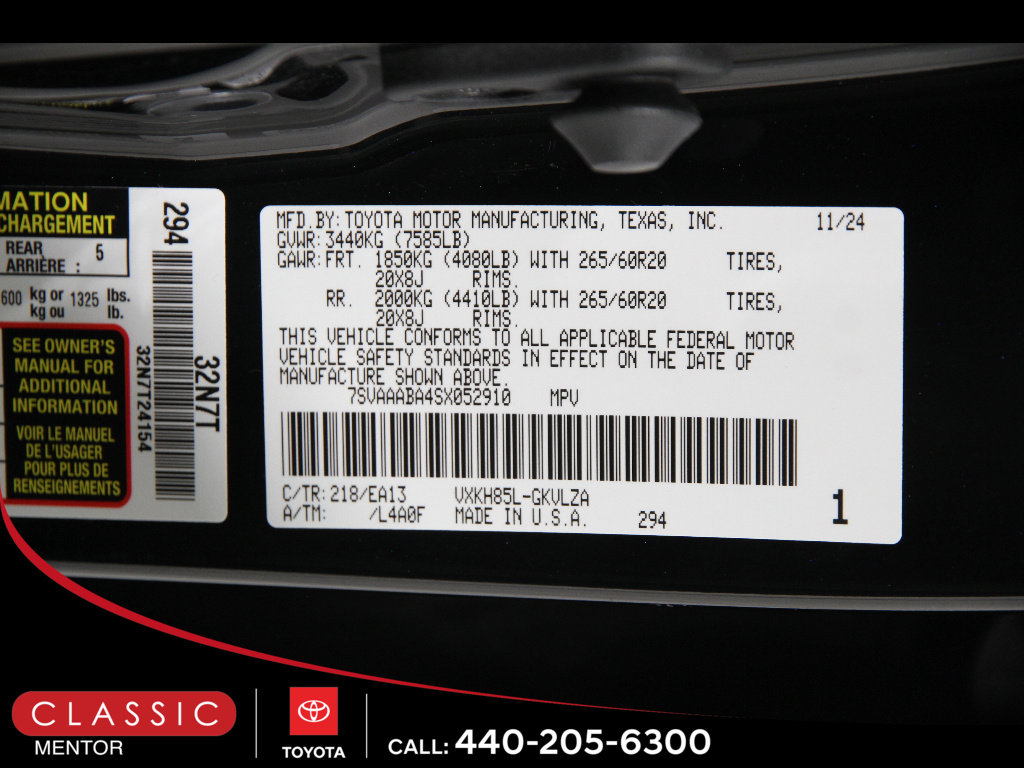 MATION
CHARGEMENT
REAR
ARRIÈRE : 5
600 kg or 1325 lbs.
kg ou lb.
SEE OWNER'S
MANUAL FOR
ADDITIONAL
INFORMATION
VOIR LE MANUEL
DE L'USAGER
POUR PLUS DE
RENSEIGNEMENTS
294
32N7T24154
32N7T
MFD.BY:TOYOTA MOTOR MANUFACTURING, TEXAS, INC. 11/24
GVWR:3440KG (7585LB)
GAWR:FRT. 1850KG (4080LB) WITH 265/60R20 TIRES,
20X8J RIMS.
RR. 2000KG (4410LB) WITH 265/60R20 TIRES,
20X8J RIMS.
THIS VEHICLE CONFORMS TO ALL APPLICABLE FEDERAL MOTOR
VEHICLE SAFETY STANDARDS IN EFFECT ON THE DATE OF
MANUFACTURE SHOWN ABOVE.
7SVAAABA4SX052910 MPV
C/TR:218/EA13 VXKH85L-GKVLZA
A/TM: /L4A0F MADE IN U.S.A. 294
1
CLASSIC
MENTOR
TOYOTA
CALL: 440-205-6300